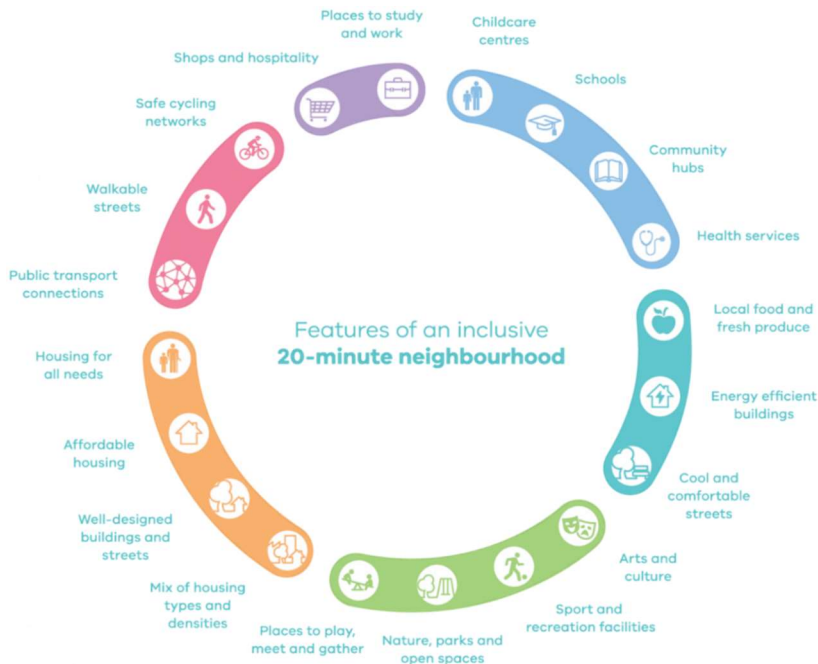 Features of an inclusive
20-minute neighbourhood
Childcare
centres
Schools
Community
hubs
Health services
Local food and
fresh produce
Energy efficient
buildings
Cool and
comfortable
streets
Arts and
culture
Sport and
recreation facilities
Nature, parks and
open spaces
Places to play,
meet and gather
Mix of housing
types and
densities
Well-designed
buildings and
streets
Affordable
housing
Housing for
all needs
Public transport
connections
Walkable
streets
Safe cycling
networks
Shops and hospitality
Places to study
and work